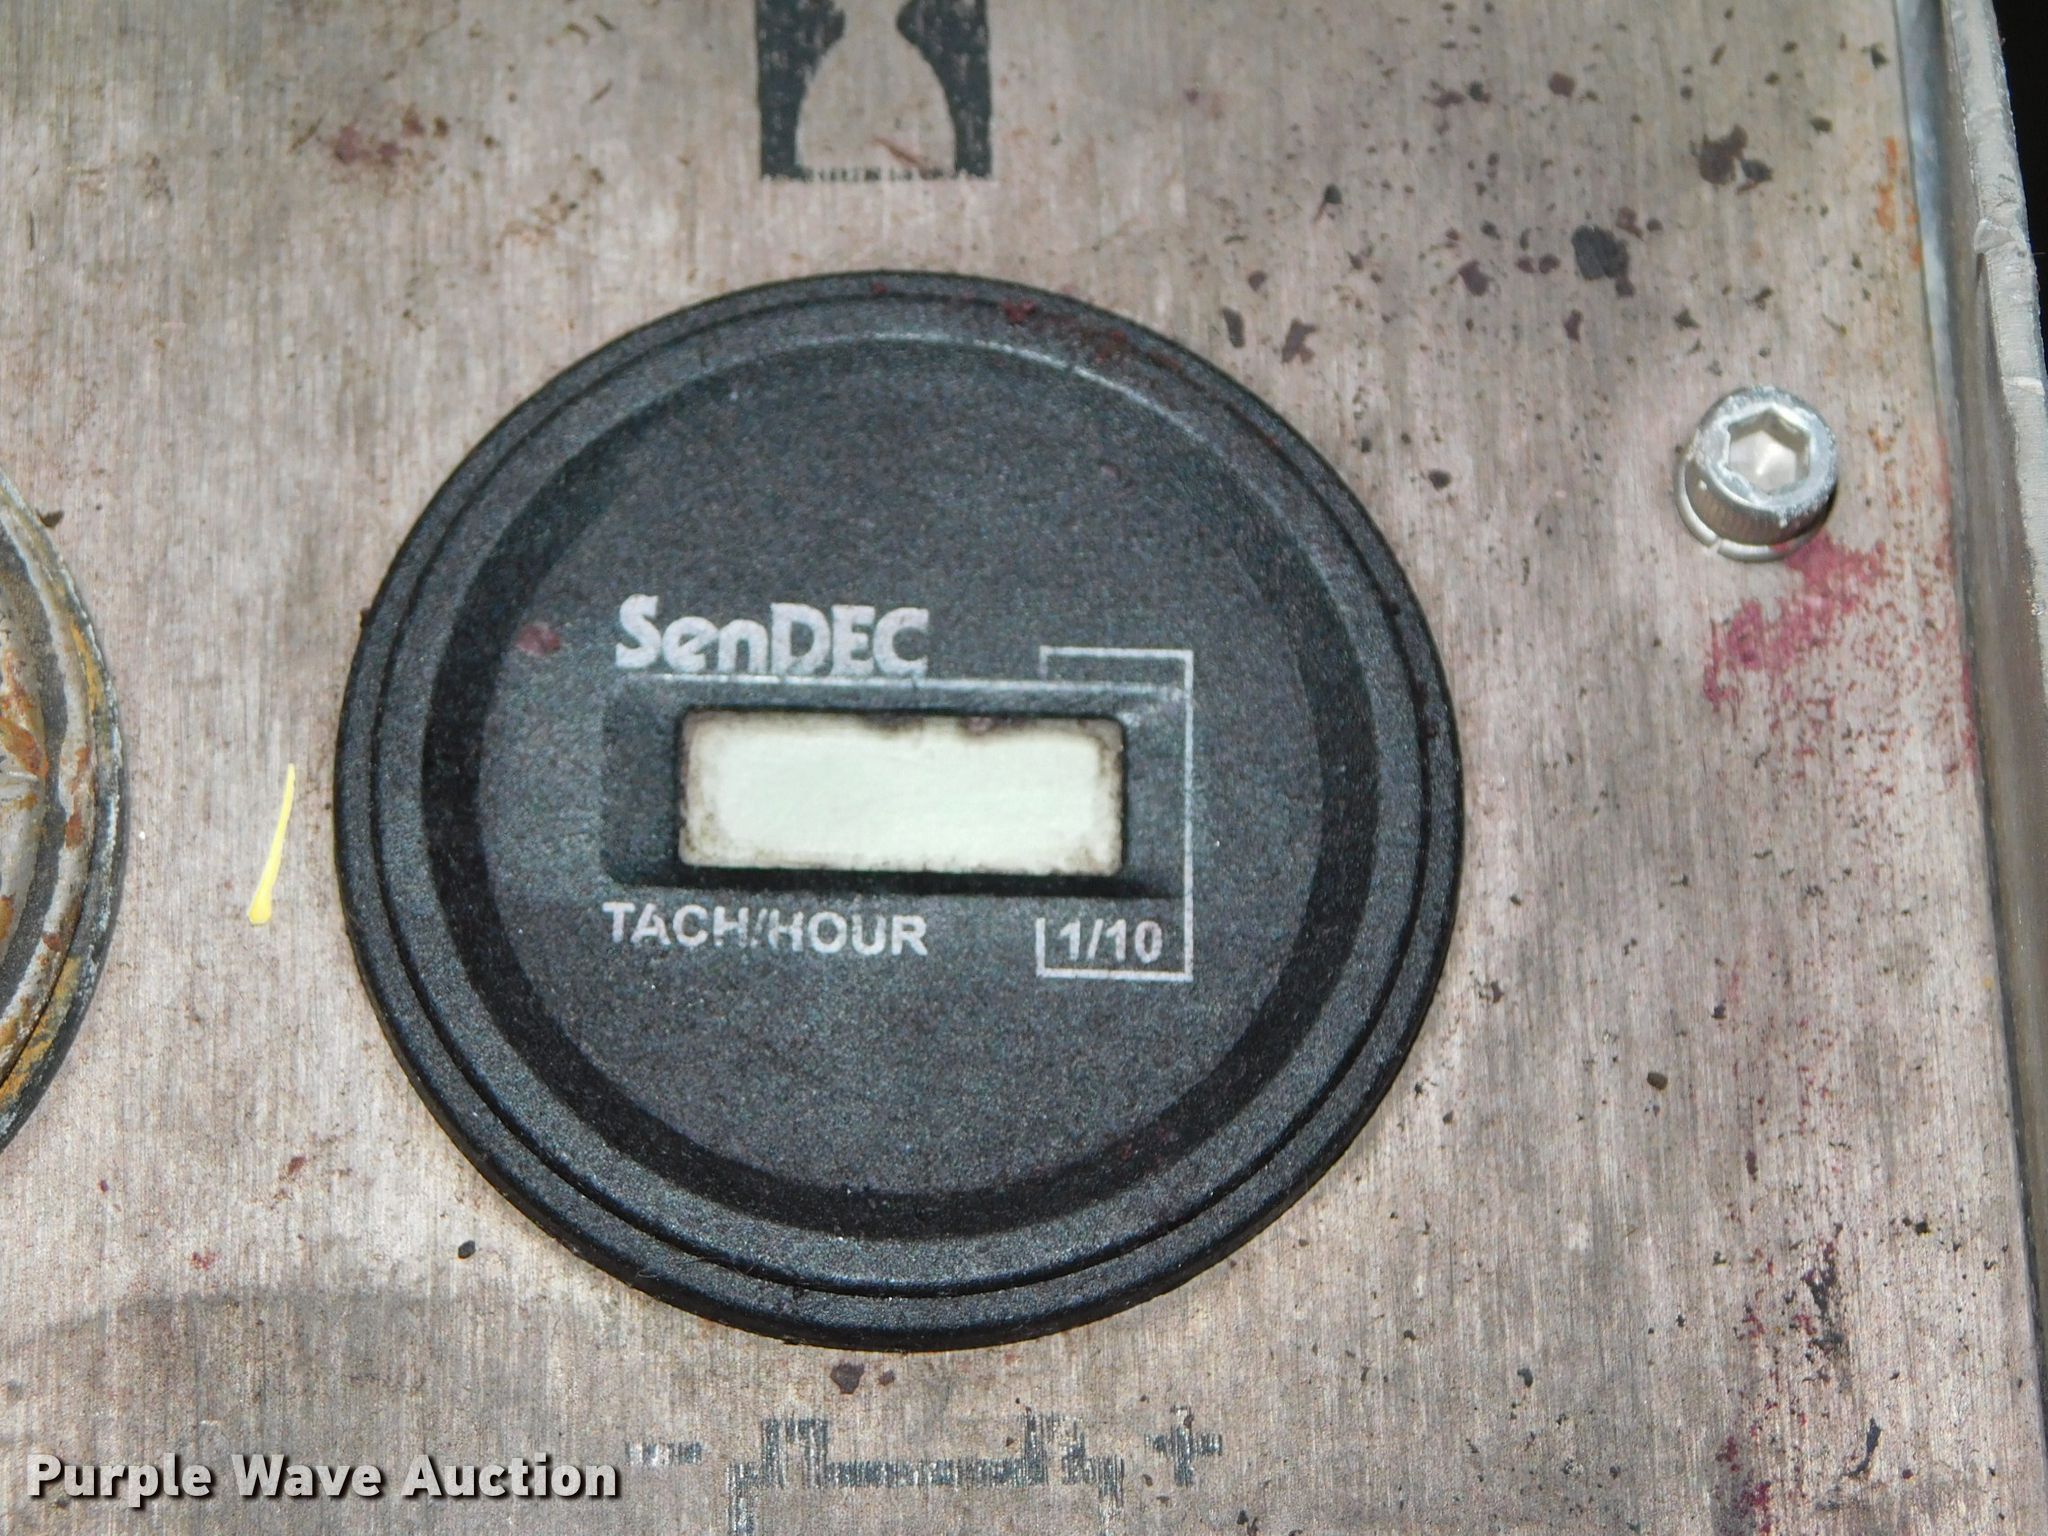 SenDEC
TACH/HOUR
1/10
Purple Wave Auction